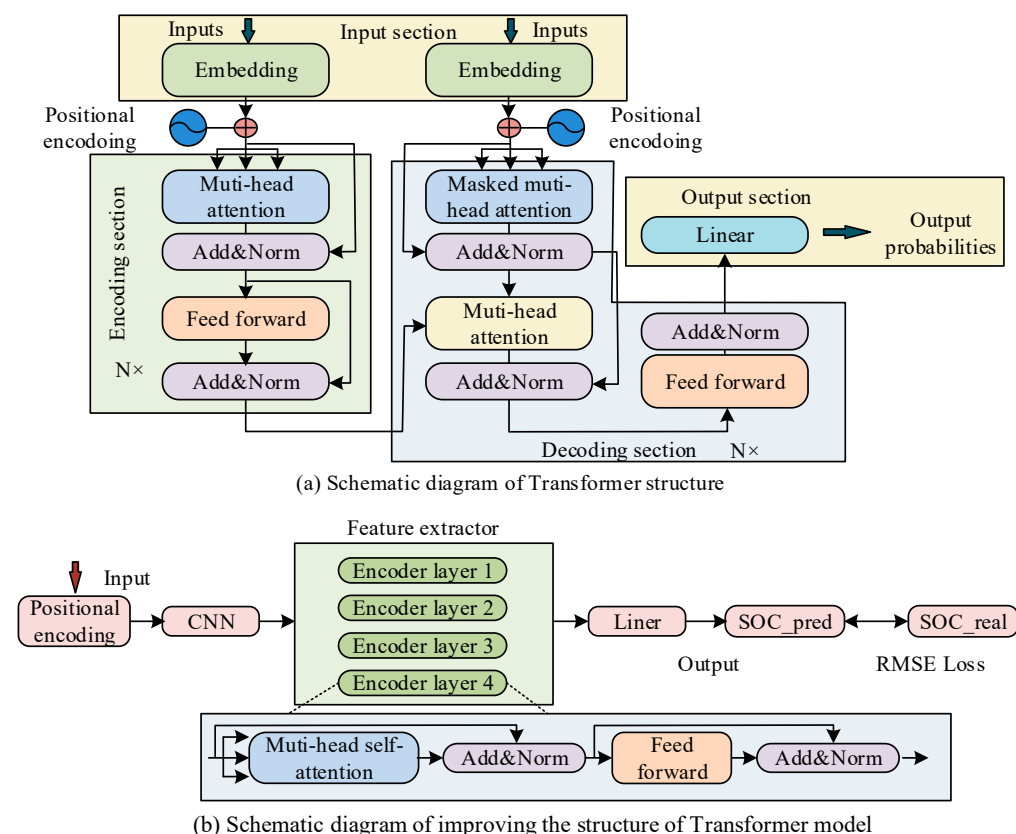 Inputs
Input section
Inputs
Embedding
Embedding
Positional
encodoing
Positional
encodoing
Encoding section
N×
Muti-head
attention
Add&Norm
Feed forward
Add&Norm
Masked muti-
head attention
Add&Norm
Muti-head
attention
Add&Norm
Output section
Linear
Output
probabilities
Add&Norm
Feed forward
Decoding section
N×
(a) Schematic diagram of Transformer structure
Feature extractor
Input
Positional
encoding
CNN
Encoder layer 1
Encoder layer 2
Encoder layer 3
Encoder layer 4
Liner
SOC_pred
SOC_real
Output
RMSE Loss
Muti-head self-
attention
Add&Norm
Feed
forward
Add&Norm
(b) Schematic diagram of improving the structure of Transformer model